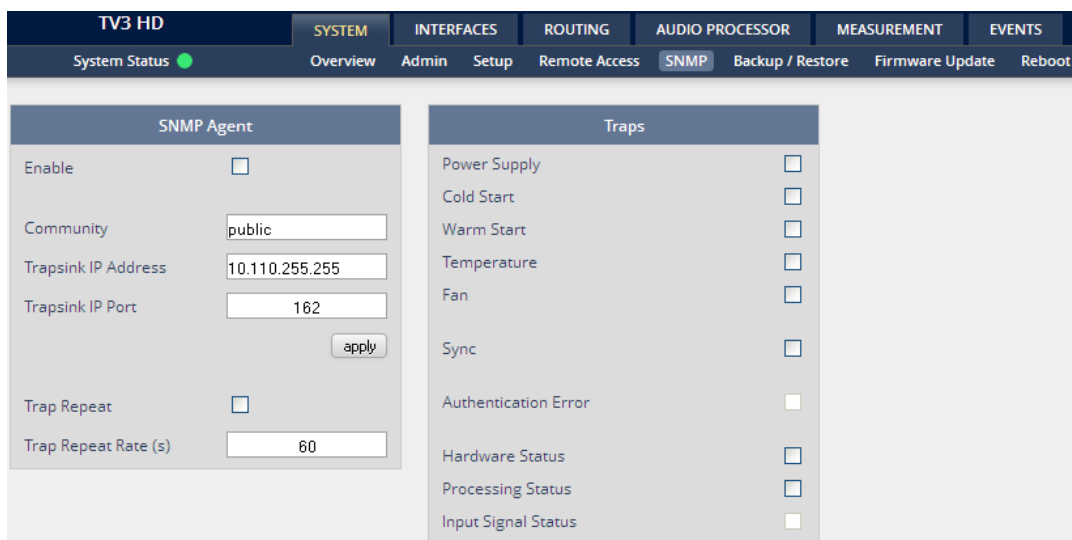 TV3 HD
SYSTEM INTERFACES ROUTING AUDIO PROCESSOR MEASUREMENT EVENTS
System Status Overview Admin Setup Remote Access SNMP Backup / Restore Firmware Update Reboot
SNMP Agent
Enable
Community public
Trapsink IP Address 10.110.255.255
Trapsink IP Port 162
apply
Trap Repeat
Trap Repeat Rate (s) 60
Traps
Power Supply
Cold Start
Warm Start
Temperature
Fan
Sync
Authentication Error
Hardware Status
Processing Status
Input Signal Status